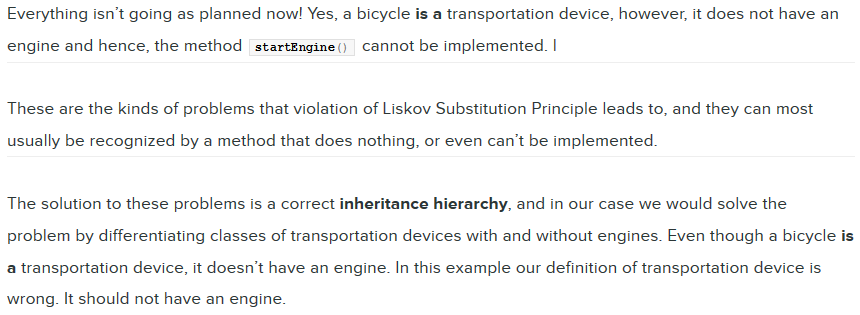 Everything isn't going as planned now! Yes, a bicycle is a transportation device, however, it does not have an
engine and hence, the method startEngine() cannot be implemented. I
These are the kinds of problems that violation of Liskov Substitution Principle leads to, and they can most
usually be recognized by a method that does nothing, or even can't be implemented.
The solution to these problems is a correct inheritance hierarchy, and in our case we would solve the
problem by differentiating classes of transportation devices with and without engines. Even though a bicycle is
a transportation device, it doesn't have an engine. In this example our definition of transportation device is
wrong. It should not have an engine.